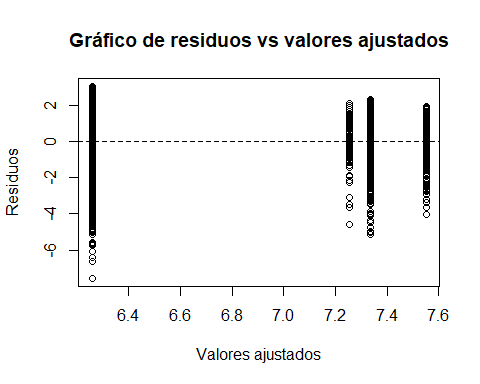 Gráfico de residuos vs valores ajustados
Residuos
2
0
-2
-4
-6
6.4 6.6 6.8 7.0 7.2 7.4 7.6
Valores ajustados